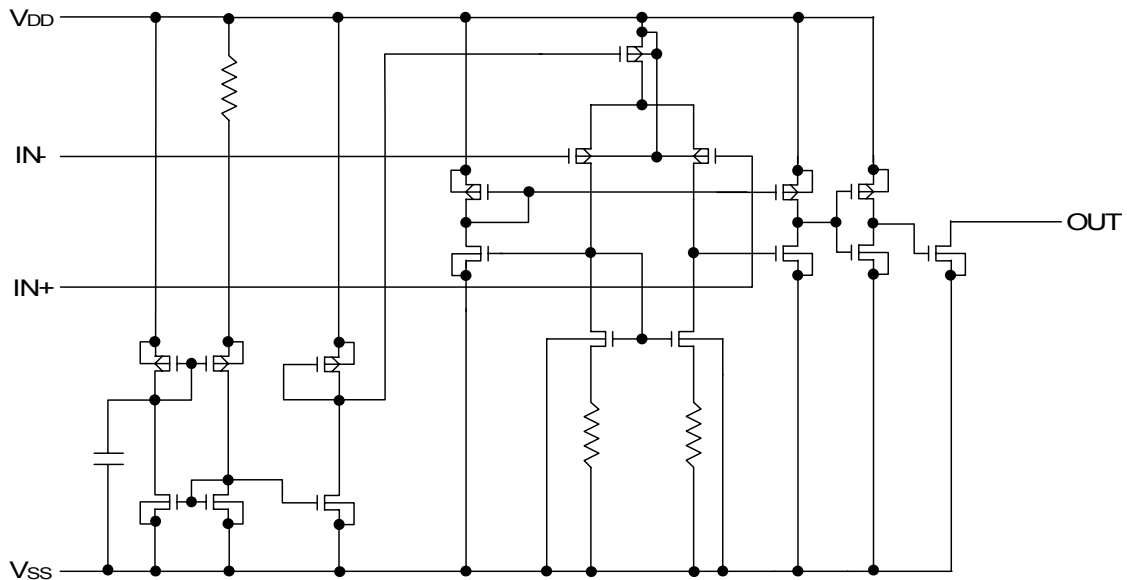 VDD
IN-
OUT
IN+
VSS